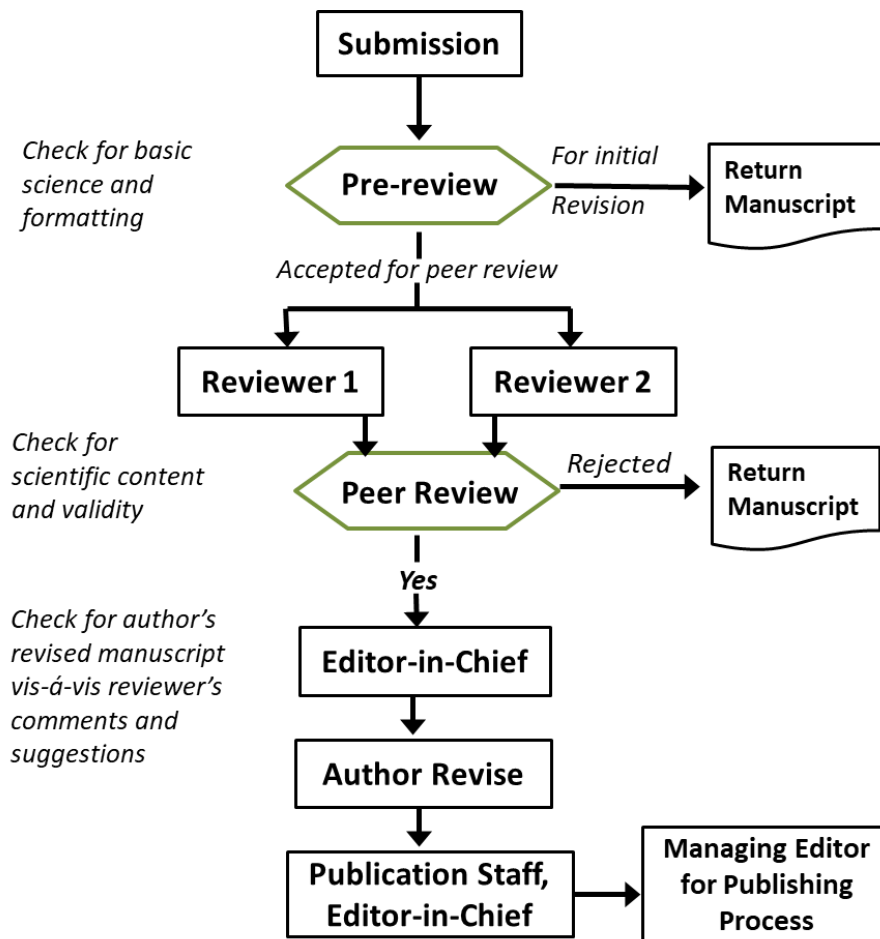 Submission
Check for basic
science and
formatting
Pre-review
For initial
Revision
Return
Manuscript
Accepted for peer review
Reviewer 1
Reviewer 2
Check for
scientific content
and validity
Peer Review
Rejected
Return
Manuscript
Yes
Check for author’s
revised manuscript
vis-á-vis reviewer’s
comments and
suggestions
Editor-in-Chief
Author Revise
Publication Staff,
Editor-in-Chief
Managing Editor
for Publishing
Process